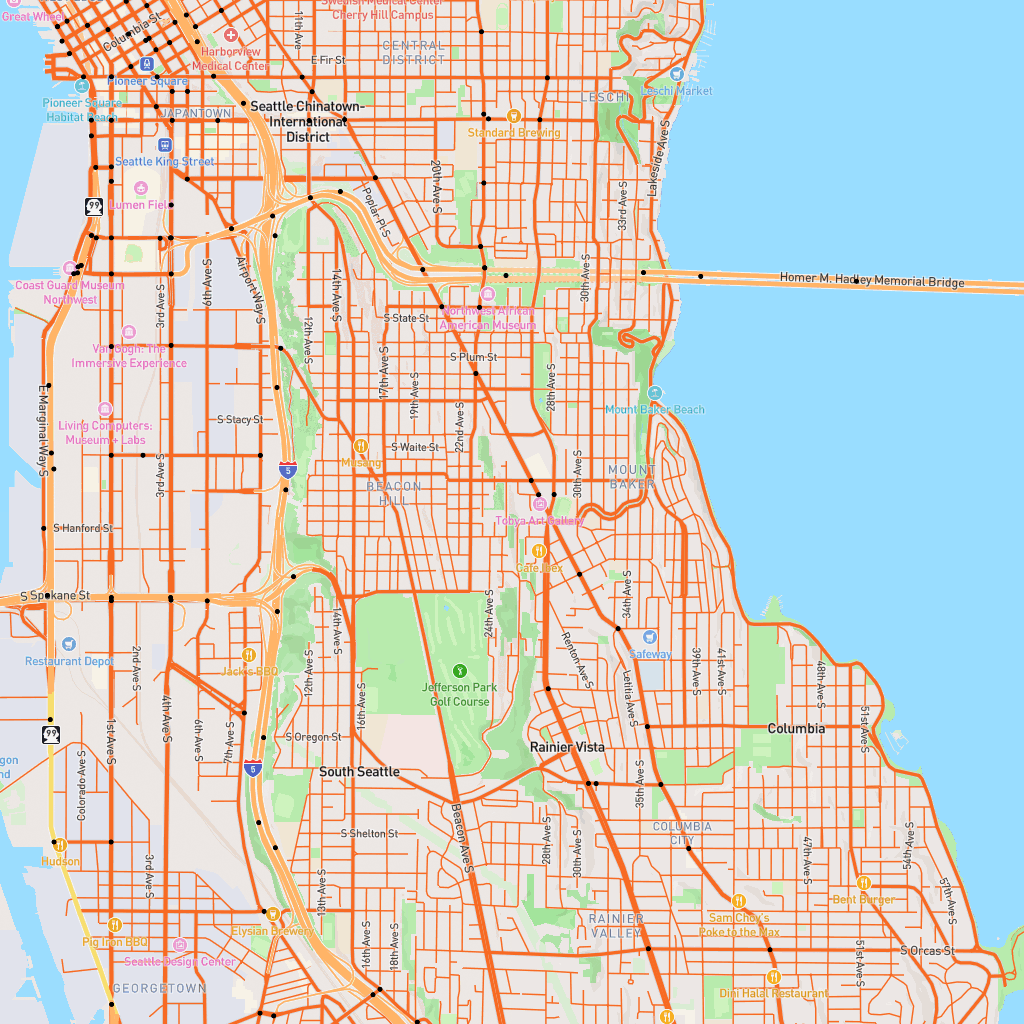 Great Wheel
Columbia St
11th Ave
Swedish Medical Center
Cherry Hill Campus
Harborview
Medical Center
CENTRAL
DISTRICT
E Fir St
Pioneer Square
Pioneer Square
Habitat Beach
JAPANTOWN
Seattle Chinatown-
International
District
Standard Brewing
LESCHI
Leschi Market
Lakeside Ave S
Seattle King Street
20th Ave S
Poplar Pl S
33rd Ave S
Lumen Field
99
Coast Guard Museum
Northwest
6th Ave S
Airport Way S
3rd Ave S
14th Ave S
12th Ave S
30th Ave S
Homer M. Hadley Memorial Bridge
S State St
Northwest African
American Museum
Van Gogh: The
Immersive Experience
S Plum St
17th Ave S
19th Ave S
28th Ave S
E Marginal Way S
Living Computers:
Museum + Labs
S Stacy St
22nd Ave S
Mount Baker Beach
S Waite St
Musang
3rd Ave S
5
BEACON
HILL
30th Ave S
MOUNT
BAKER
Tobya Art Gallery
S Hanford St
Cafe Ibex
S Spokane St
14th Ave S
24th Ave S
34th Ave S
Restaurant Depot
2nd Ave S
Jack's BBQ
12th Ave S
Jefferson Park
Golf Course
Renton Ave S
Safeway
39th Ave S
41st Ave S
48th Ave S
Letitia Ave S
16th Ave S
4th Ave S
1st Ave S
6th Ave S
7th Ave S
99
S Oregon St
51st Ave S
Columbia
Rainier Vista
South Seattle
5
Colorado Ave S
35th Ave S
Beacon Ave S
S Shelton St
28th Ave S
30th Ave S
COLUMBIA
CITY
47th Ave S
54th Ave S
Hudson
3rd Ave S
13th Ave S
57th Ave S
Bent Burger
Sam Choy's
Poke to the Max
Pig Iron BBQ
Elysian Brewery
RAINIER
VALLEY
16th Ave S
18th Ave S
51st Ave S
S Orcas St
Seattle Design Center
GEORGETOWN
Dini Halal Restaurant